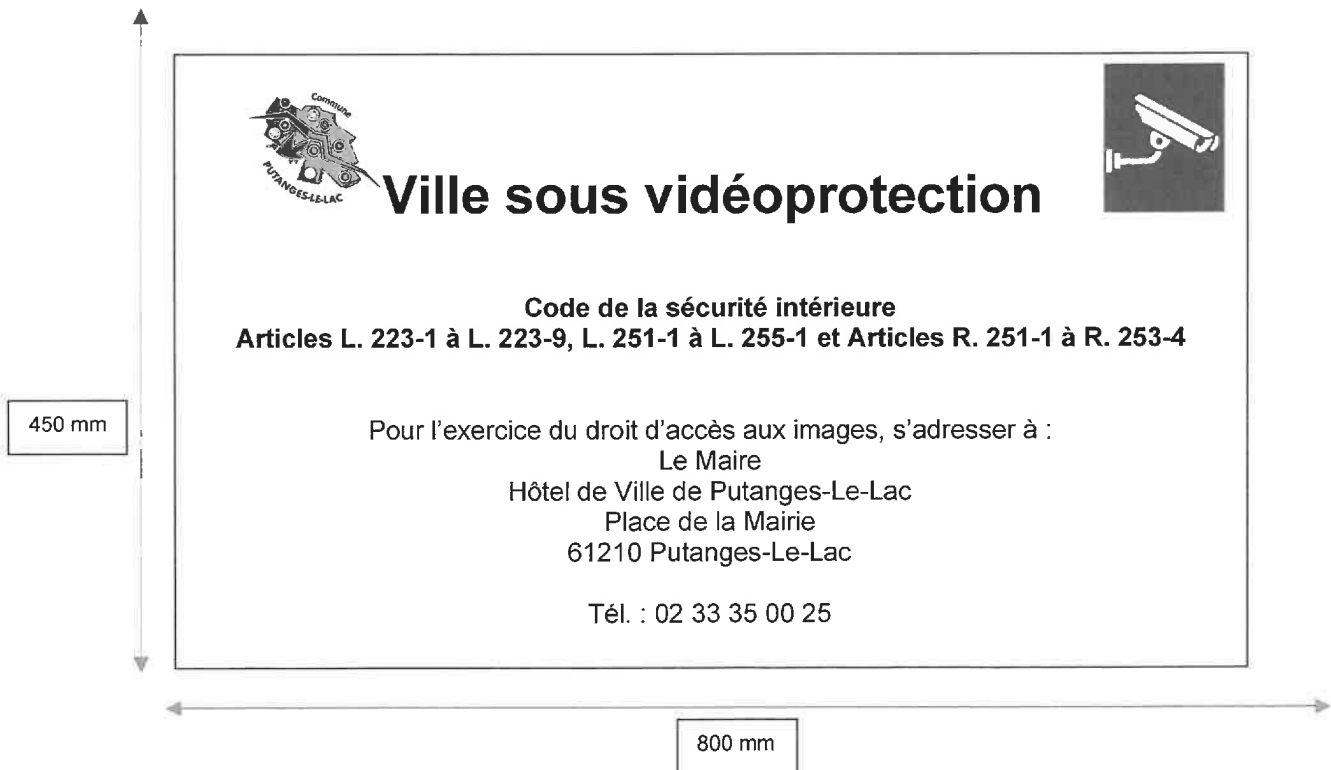 Commune
PUTANGES-LE-LAC
Ville sous vidéoprotection
Code de la sécurité intérieure
Articles L. 223-1 à L. 223-9, L. 251-1 à L. 255-1 et Articles R. 251-1 à R. 253-4
450 mm
Pour l'exercice du droit d'accès aux images, s'adresser à :
Le Maire
Hôtel de Ville de Putanges-Le-Lac
Place de la Mairie
61210 Putanges-Le-Lac
Tél. : 02 33 35 00 25
800 mm